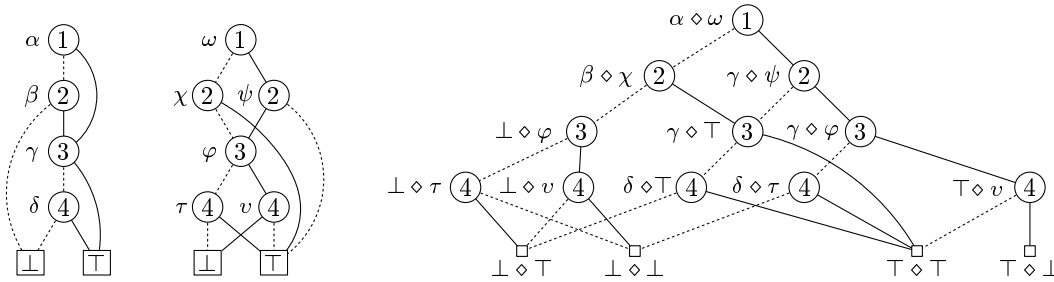 α 1
β 2
γ 3
δ 4
⊥ ⊤
ω 1
χ 2 ψ 2
φ 3
τ 4 υ 4
⊥ ⊤
α ⋄ ω 1
β ⋄ χ 2 γ ⋄ ψ 2
⊥ ⋄ φ 3 γ ⋄ ⊤ 3 γ ⋄ φ 3
⊥ ⋄ τ 4 ⊥ ⋄ υ 4 δ ⋄ ⊤ 4 δ ⋄ τ 4 ⊤ ⋄ υ 4
⊥ ⋄ ⊤ ⊥ ⋄ ⊥ ⊤ ⋄ ⊤ ⊤ ⋄ ⊥